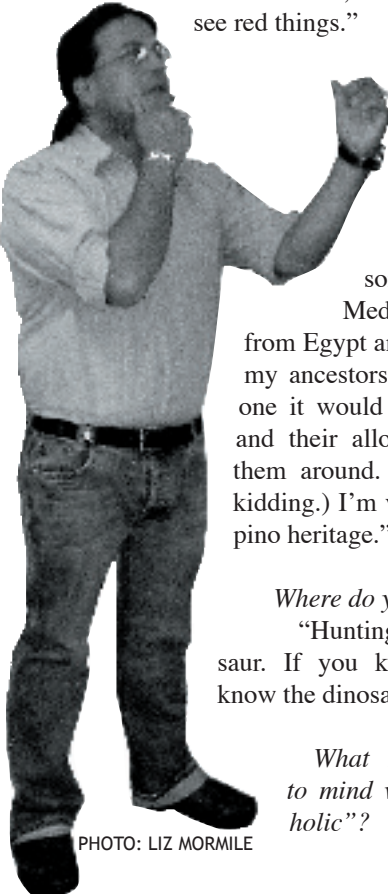 see red things.”
so
Med
from Egypt a
my ancestors
one it would
and their allo
them around.
kidding.) I’m
pino heritage.”
Where do y
“Hunting
saur. If you k
know the dinosa
What
to mind
holic”?
PHOTO: LIZ MORMILE